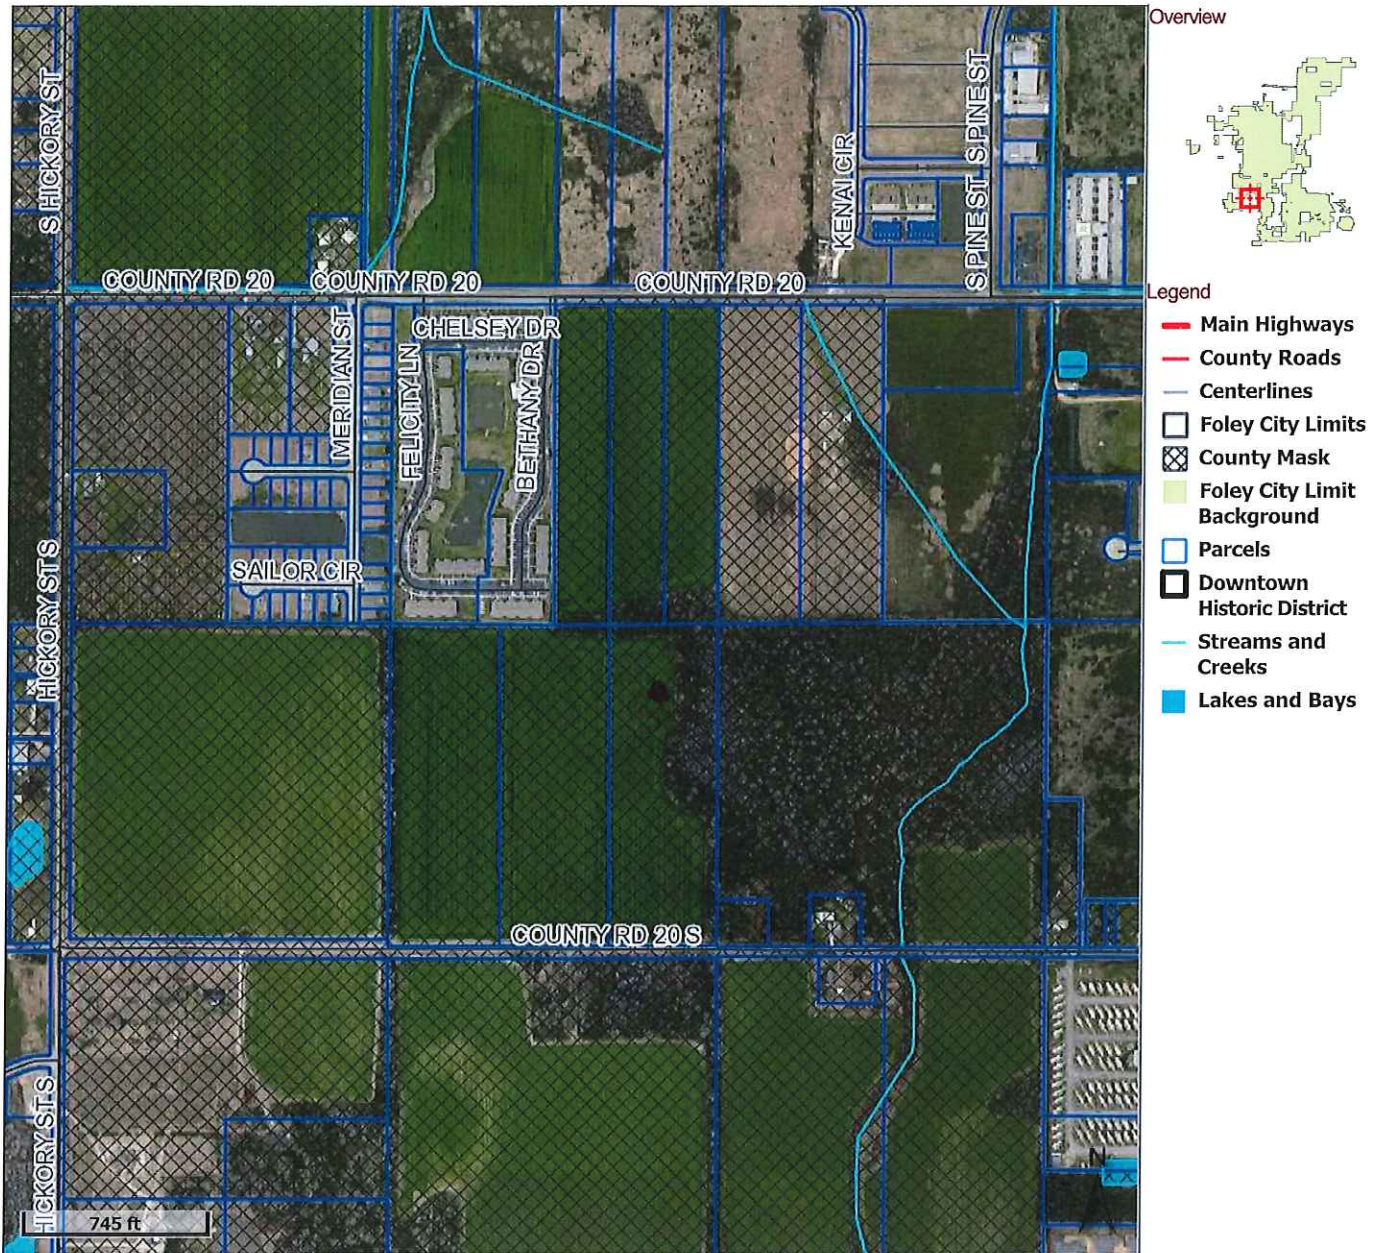 Overview
S HICKORY ST
S PINE ST
KENAI CIR
S PINE ST
COUNTY RD 20
COUNTY RD 20
COUNTY RD 20
Legend
Main Highways
County Roads
Centerlines
Foley City Limits
County Mask
Foley City Limit
Background
Parcels
Downtown
Historic District
Streams and
Creeks
Lakes and Bays
CHELSEY DR
MERIDIAN ST
FELICITY LN
BETHANY DR
SAILOR CIR
HICKORY ST S
COUNTY RD 20 S
HICKORY ST S
745 ft
N